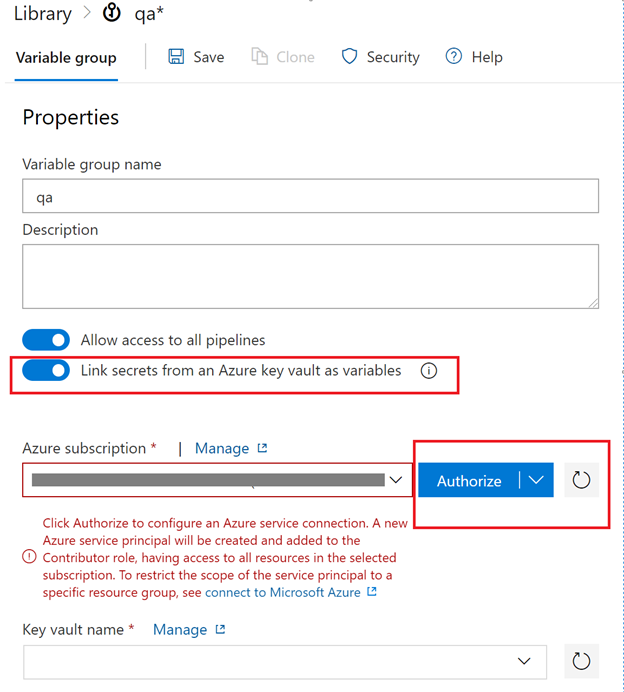 Library > qa*
Variable group | Save Clone Security Help
Properties
Variable group name
qa
Description
Allow access to all pipelines
Link secrets from an Azure key vault as variables
Azure subscription * | Manage
Authorize
Click Authorize to configure an Azure service connection. A new
Azure service principal will be created and added to the
Contributor role, having access to all resources in the selected
subscription. To restrict the scope of the service principal to a
specific resource group, see connect to Microsoft Azure
Key vault name * Manage